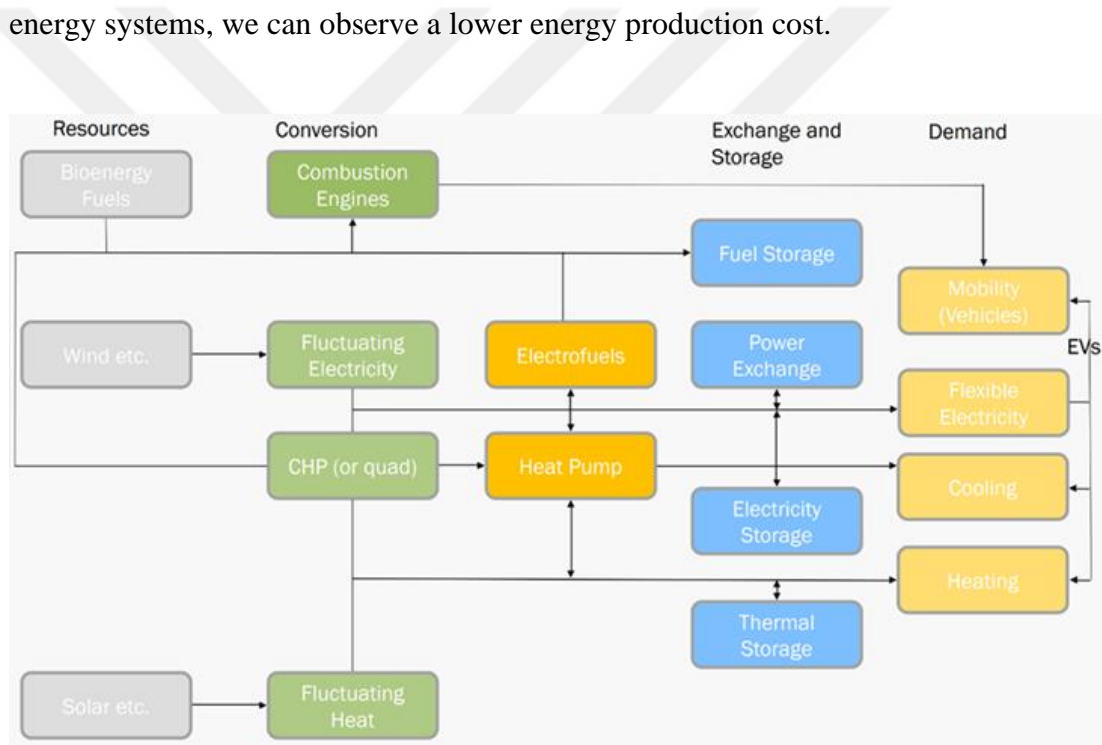 energy systems, we can observe a lower energy production cost.
Resources
Conversion
Exchange and
Storage
Demand
Bioenergy
Fuels
Combustion
Engines
Fuel Storage
Mobility
(Vehicles)
Wind etc.
Fluctuating
Electricity
Electrofuels
Power
Exchange
EVs
Flexible
Electricity
CHP (or quad)
Heat Pump
Cooling
Electricity
Storage
Heating
Thermal
Storage
Solar etc.
Fluctuating
Heat